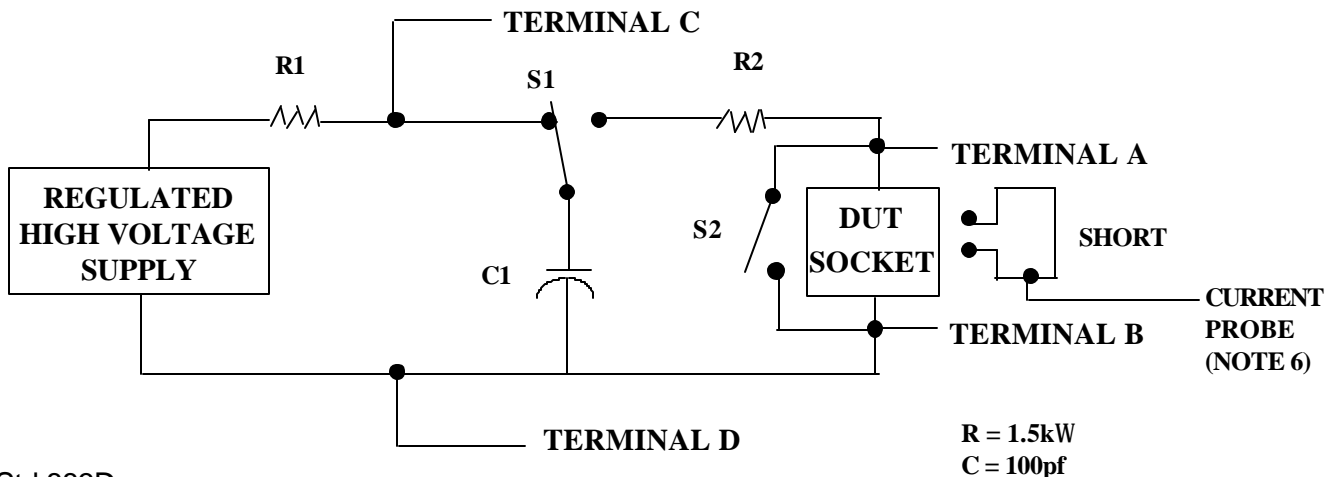 TERMINAL C
R1
S1
R2
TERMINAL A
REGULATED
HIGH VOLTAGE
SUPPLY
C1
S2
DUT
SOCKET
SHORT
CURRENT
PROBE
(NOTE 6)
TERMINAL B
TERMINAL D
R = 1.5kW
C = 100pf